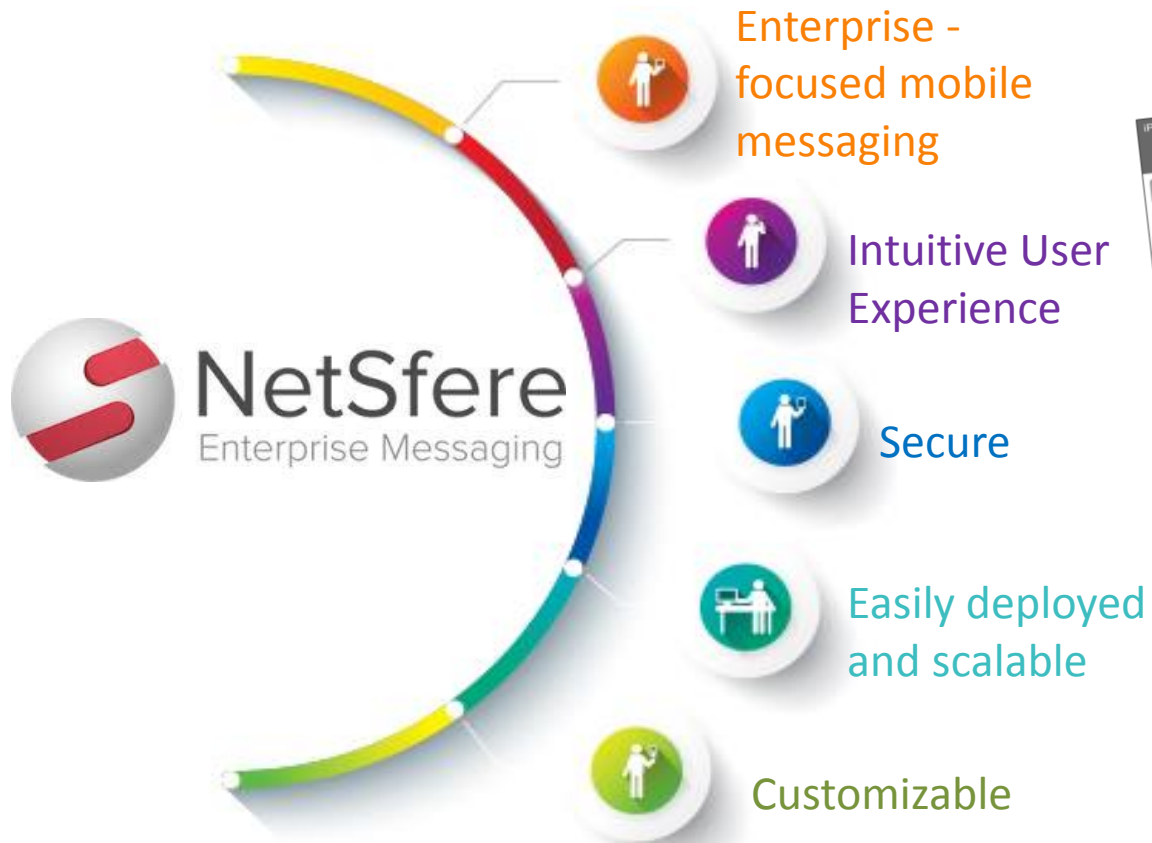 Enterprise -
focused mobile
messaging
Intuitive User
Experience
NetSfere
Enterprise Messaging
Secure
Easily deployed
and scalable
Customizable